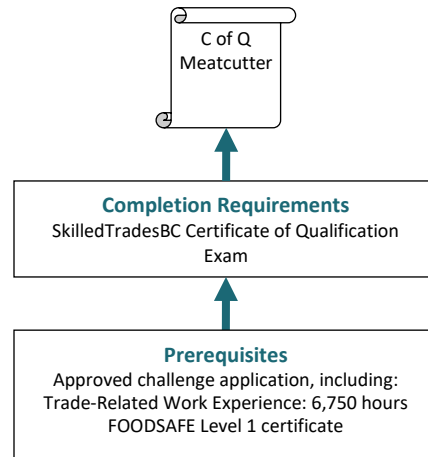 C of Q
Meatcutter
Completion Requirements
SkilledTradesBC Certificate of Qualification
Exam
Prerequisites
Approved challenge application, including:
Trade-Related Work Experience: 6,750 hours
FOODSAFE Level 1 certificate